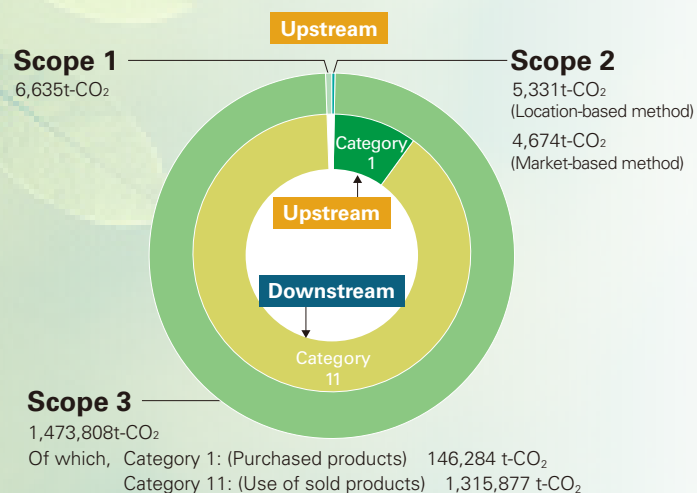 Upstream
Scope 1
6,635t-CO₂
Scope 2
5,331t-CO₂
(Location-based method)
4,674t-CO₂
(Market-based method)
Category
1
Upstream
Downstream
Category
11
Scope 3
1,473,808t-CO₂
Of which, Category 1: (Purchased products) 146,284 t-CO₂
Category 11: (Use of sold products) 1,315,877 t-CO₂